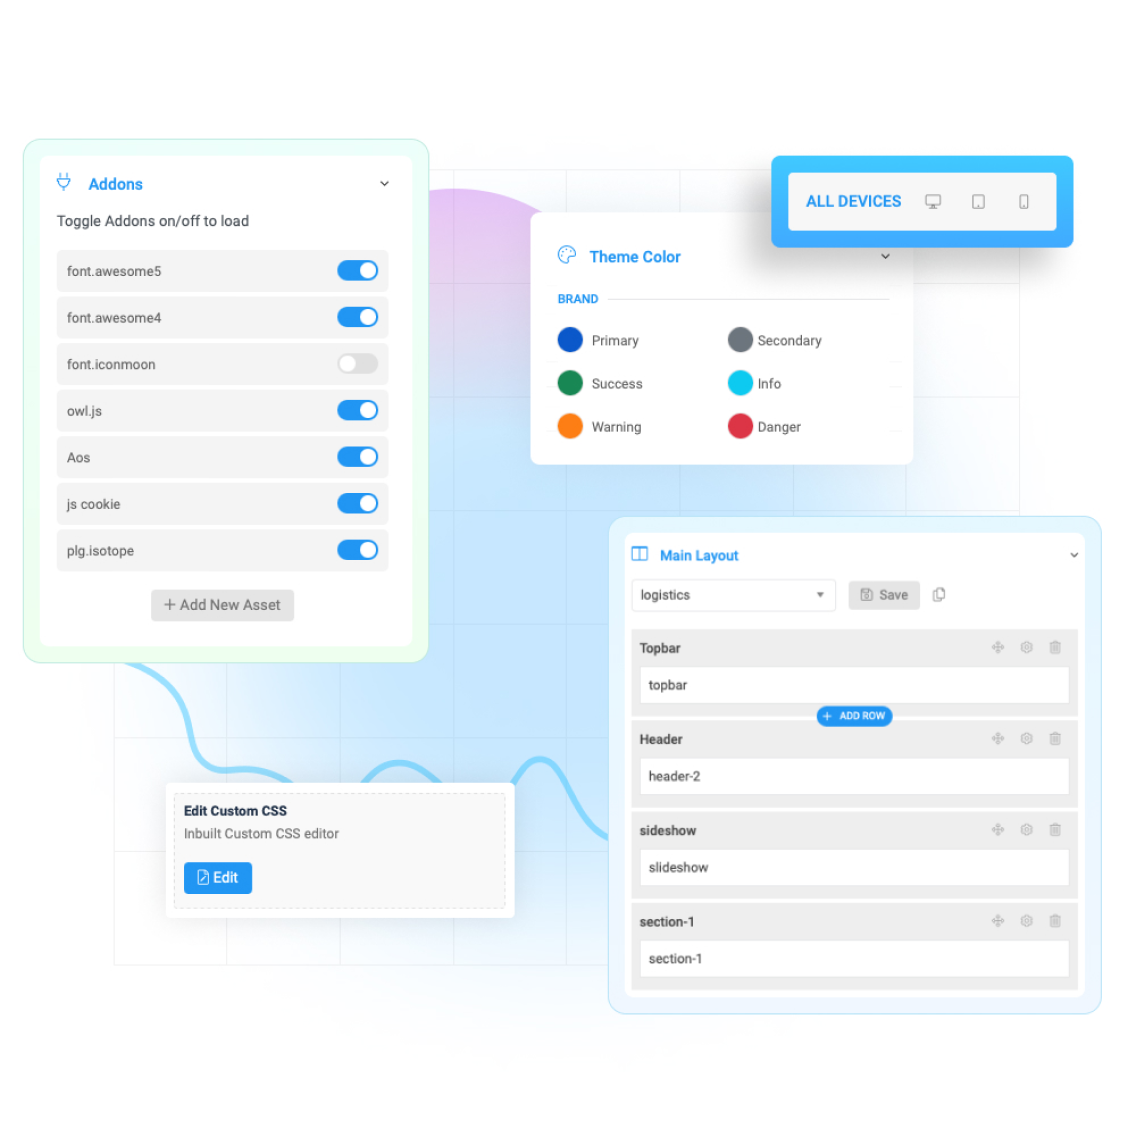 Addons
Toggle Addons on/off to load
font.awesome5
font.awesome4
font.iconmoon
owl.js
Aos
js cookie
plg.isotope
+ Add New Asset
ALL DEVICES
Theme Color
BRAND
Primary
Secondary
Success
Info
Warning
Danger
Main Layout
logistics
Save
Topbar
topbar
+ ADD ROW
Header
header-2
sideshow
slideshow
section-1
section-1
Edit Custom CSS
Inbuilt Custom CSS editor
Edit